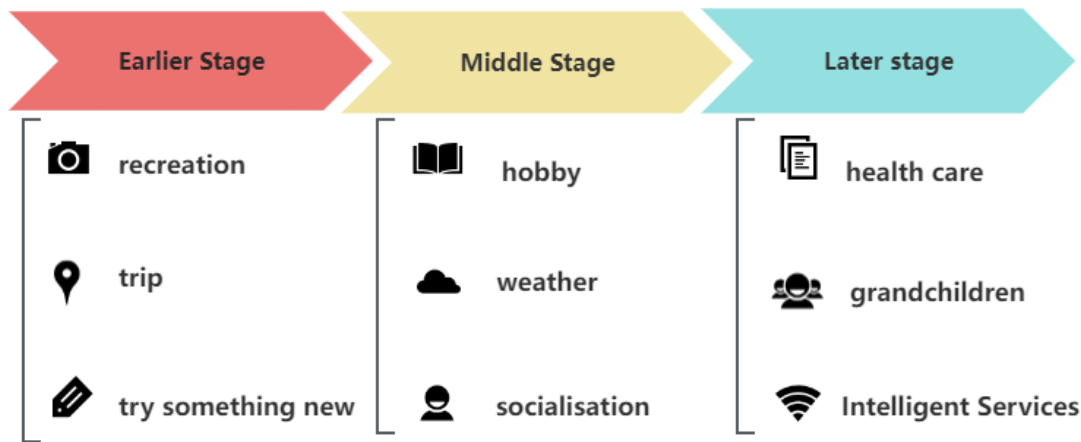 Earlier Stage
Middle Stage
Later stage
recreation
trip
try something new
hobby
weather
socialisation
health care
grandchildren
Intelligent Services